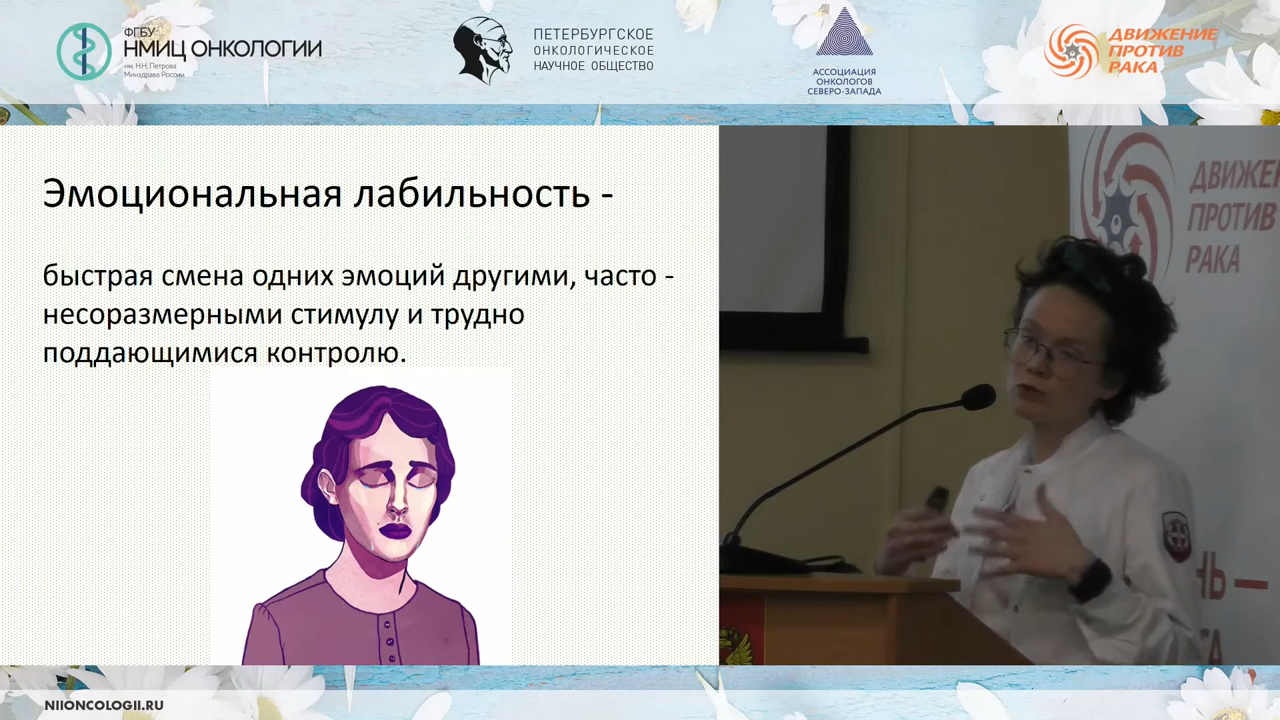 ФГБУ
НМИЦ ОНКОЛОГИИ
им. Н.Н. Петрова
Минздрава России
ПЕТЕРБУРГСКОЕ
ОНКОЛОГИЧЕСКОЕ
НАУЧНОЕ ОБЩЕСТВО
АССОЦИАЦИЯ
ОНКОЛОГОВ
СЕВЕРО-ЗАПАДА
ДВИЖЕНИЕ
ПРОТИВ
РАКА
Эмоциональная лабильность -
быстрая смена одних эмоций другими, часто -
несоразмерными стимулу и трудно
поддающимися контролю.
ДВИЖЕ
ПРОТИВ
РАКА
NIIONCOLOGII.RU